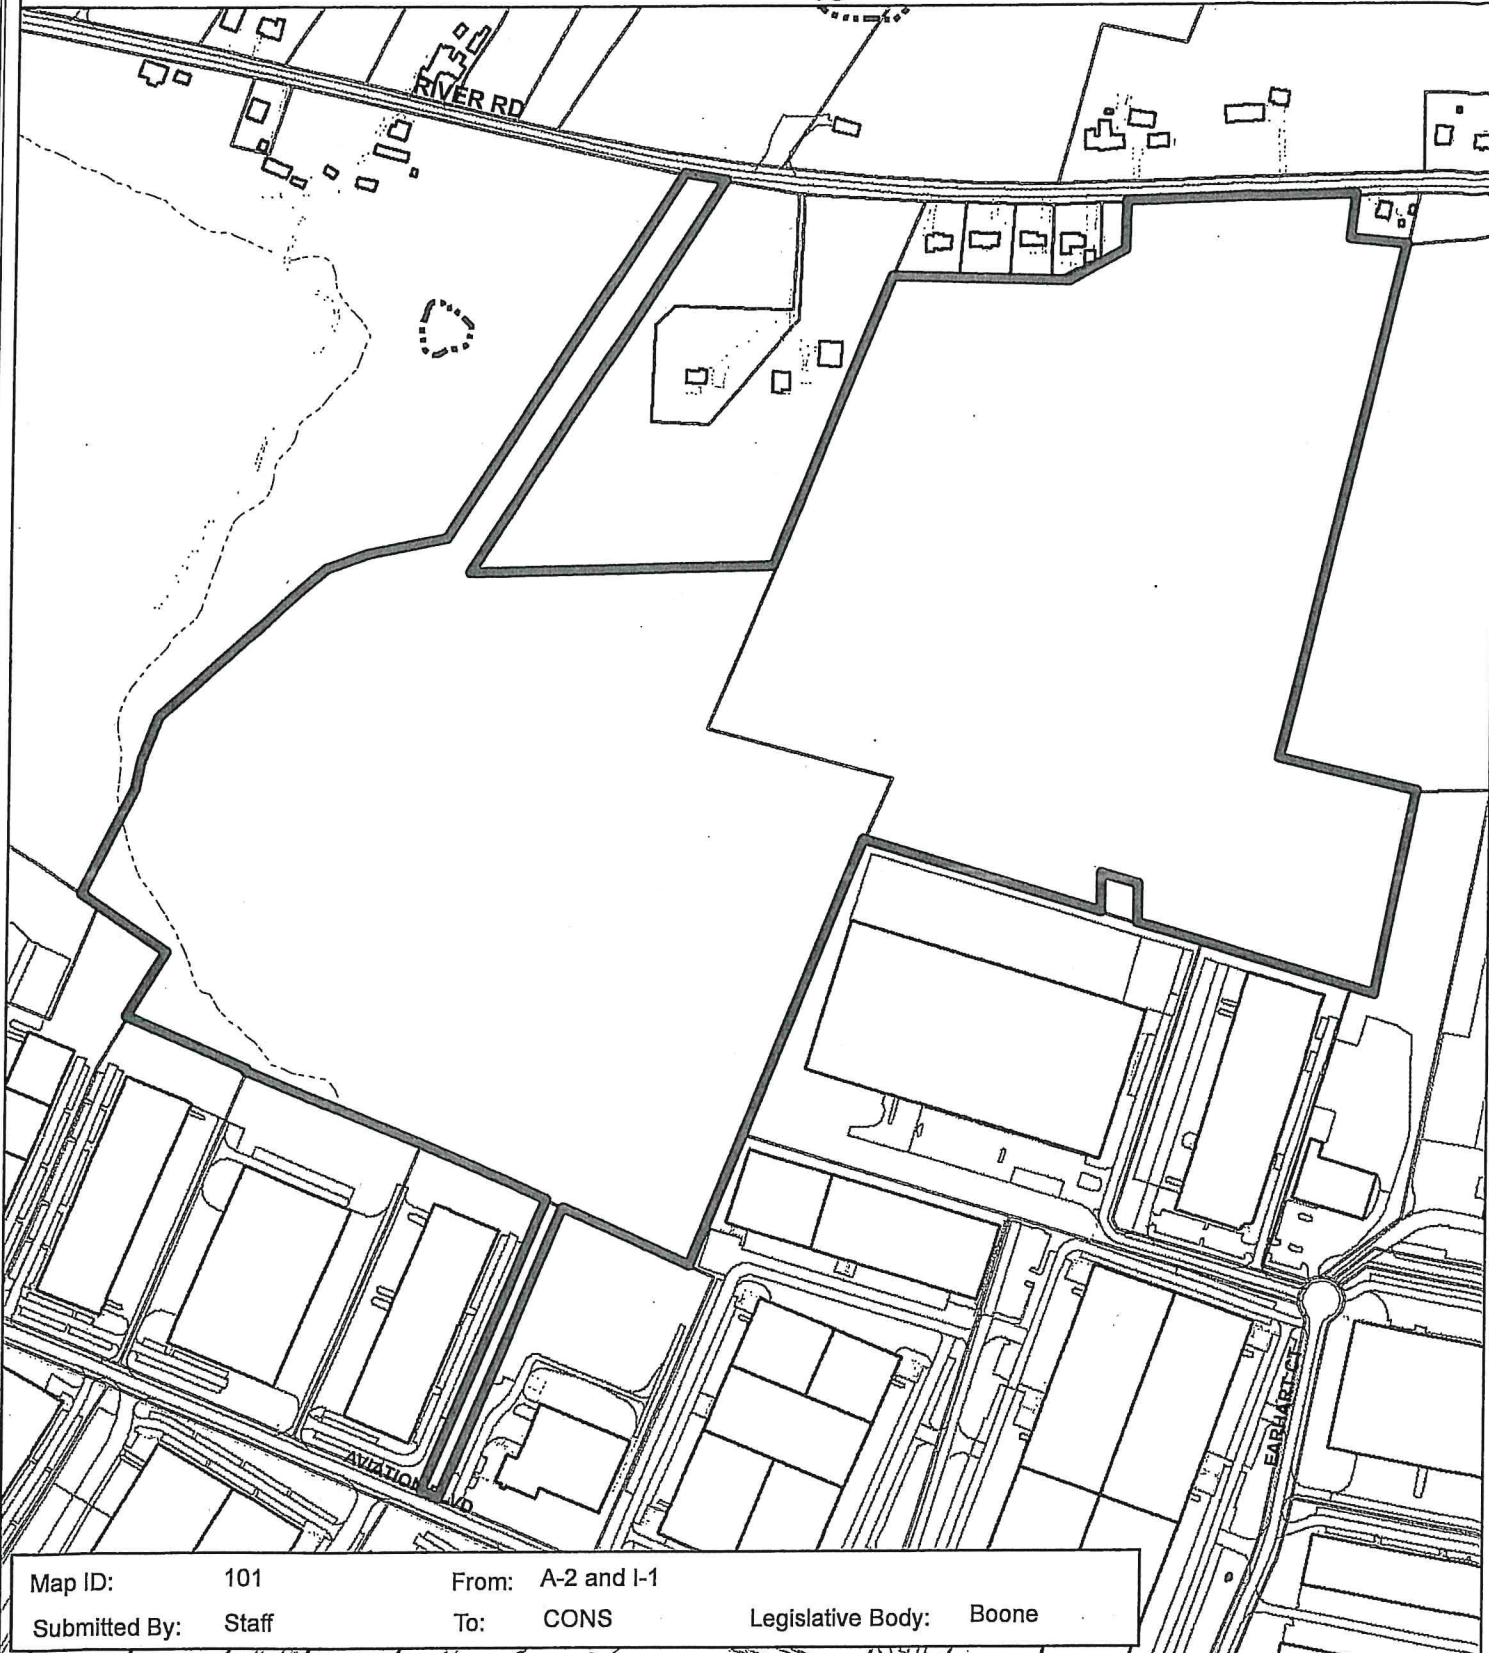 RIVER RD
EARHART CT
AVIATION VD
Map ID: 101 From: A-2 and I-1
Submitted By: Staff To: CONS Legislative Body: Boone